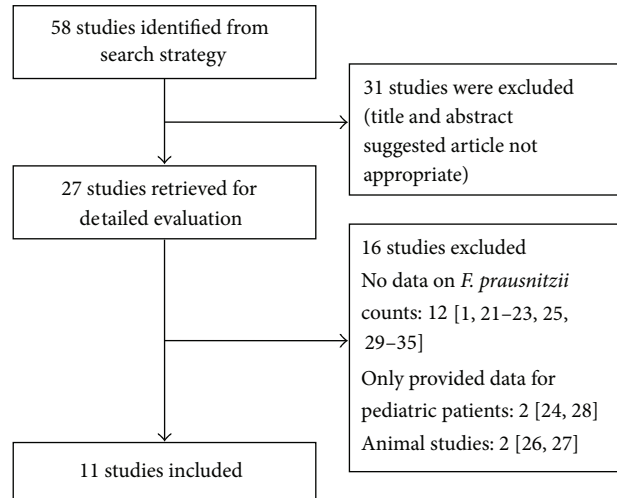 58 studies identified from
search strategy
31 studies were excluded
(title and abstract
suggested article not
appropriate)
27 studies retrieved for
detailed evaluation
16 studies excluded
No data on F. prausnitzii
counts: 12 [1, 21–23, 25,
29–35]
Only provided data for
pediatric patients: 2 [24, 28]
Animal studies: 2 [26, 27]
11 studies included